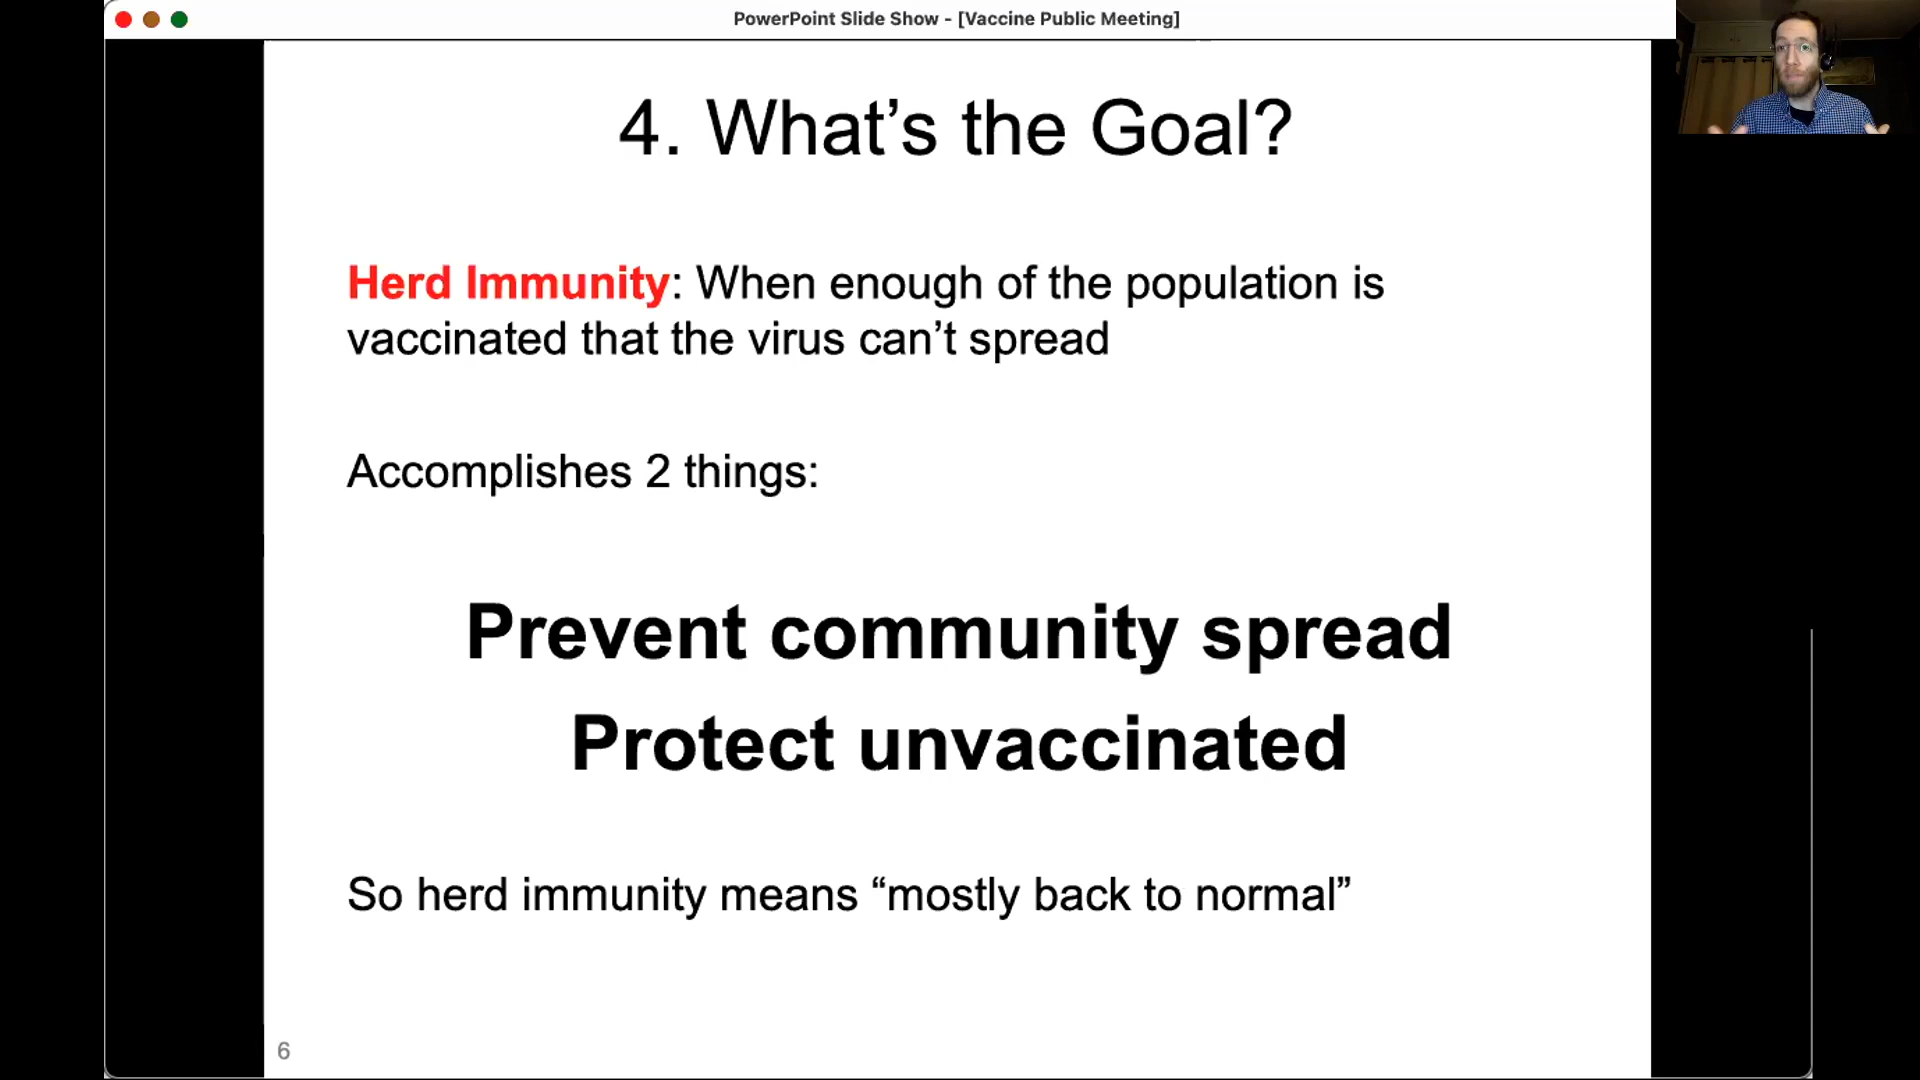 PowerPoint Slide Show - [Vaccine Public Meeting]
4. What’s the Goal?
Herd Immunity: When enough of the population is
vaccinated that the virus can’t spread
Accomplishes 2 things:
Prevent community spread
Protect unvaccinated
So herd immunity means “mostly back to normal”
6